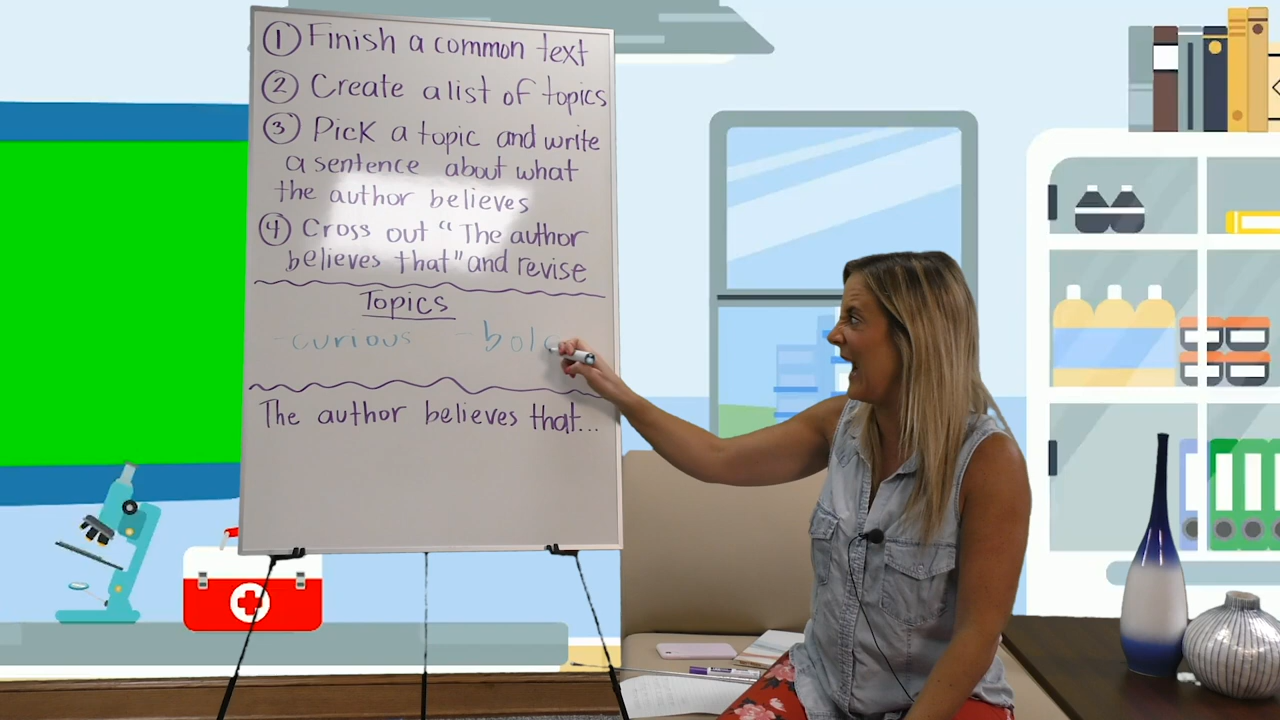 ① Finish a common text
② Create a list of topics
③ Pick a topic and write
a sentence about what
the author believes
④ Cross out "The author
believes that" and revise
Topics
-curious -bol
The author believes that...